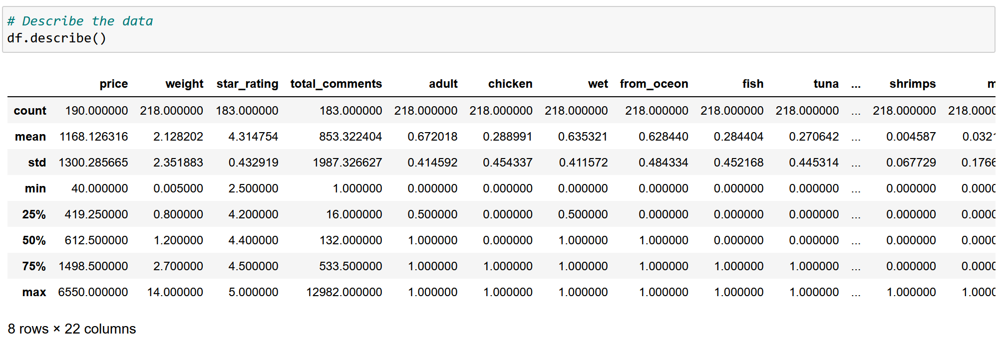 # Describe the data
df.describe()
price weight star_rating total_comments adult chicken wet from_oceon fish tuna ... shrimps
count 190.000000 218.000000 183.000000 183.000000 218.000000 218.000000 218.000000 218.000000 218.000000 218.000000 ... 218.000000 218.0000
mean 1168.126316 2.128202 4.314754 853.322404 0.672018 0.288991 0.635321 0.628440 0.284404 0.270642 ... 0.004587 0.0321
std 1300.285665 2.351883 0.432919 1987.326627 0.414592 0.454337 0.411572 0.484334 0.452168 0.445314 ... 0.067729 0.1766
min 40.000000 0.005000 2.500000 1.000000 0.000000 0.000000 0.000000 0.000000 0.000000 0.000000 ... 0.000000 0.0000
25% 419.250000 0.800000 4.200000 16.000000 0.500000 0.000000 0.500000 0.000000 0.000000 0.000000 ... 0.000000 0.0000
50% 612.500000 1.200000 4.400000 132.000000 1.000000 0.000000 1.000000 1.000000 0.000000 0.000000 ... 0.000000 0.0000
75% 1498.500000 2.700000 4.500000 533.500000 1.000000 1.000000 1.000000 1.000000 1.000000 1.000000 ... 0.000000 0.0000
max 6550.000000 14.000000 5.000000 12982.000000 1.000000 1.000000 1.000000 1.000000 1.000000 1.000000 ... 1.000000 1.0000
8 rows × 22 columns